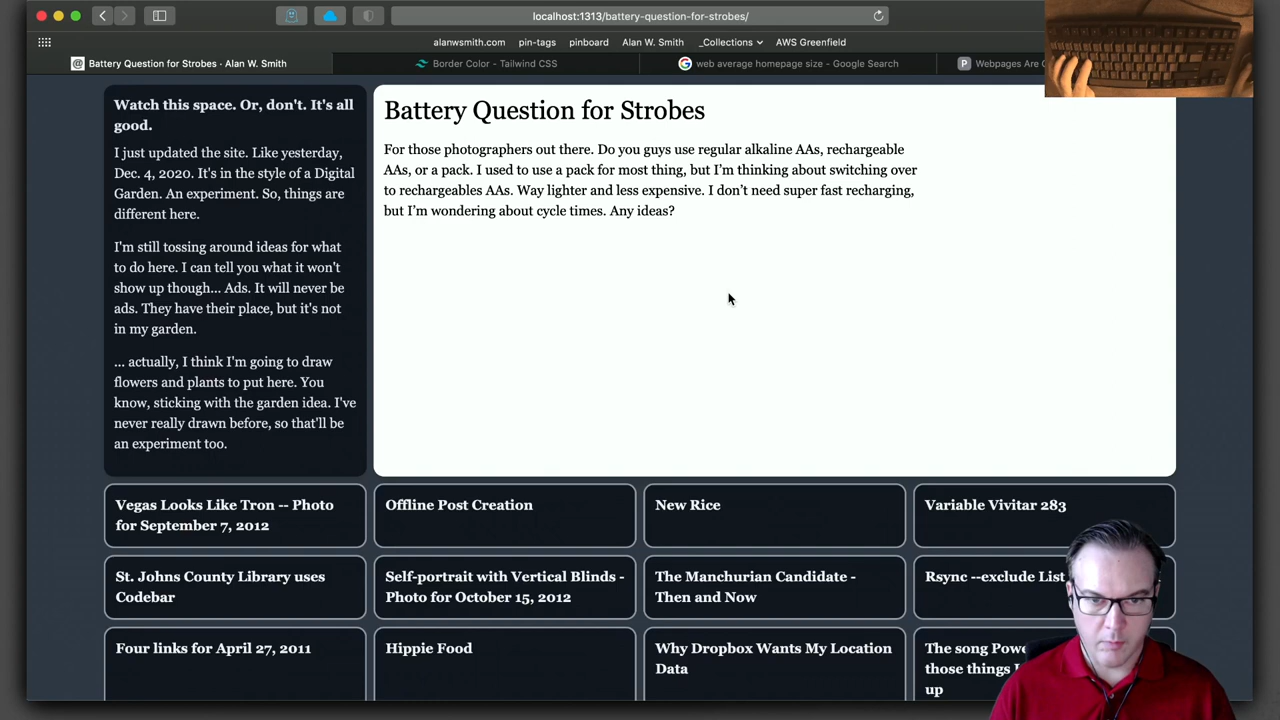 localhost:1313/battery-question-for-strobes/
alanwsmith.com pin-tags pinboard Alan W. Smith _Collections AWS Greenfield
Battery Question for Strobes · Alan W. Smith
Border Color - Tailwind CSS
web average homepage size - Google Search
Webpages Are
Watch this space. Or, don't. It's all
good.
I just updated the site. Like yesterday,
Dec. 4, 2020. It's in the style of a Digital
Garden. An experiment. So, things are
different here.
I'm still tossing around ideas for what
to do here. I can tell you what it won't
show up though... Ads. It will never be
ads. They have their place, but it's not
in my garden.
... actually, I think I'm going to draw
flowers and plants to put here. You
know, sticking with the garden idea. I've
never really drawn before, so that'll be
an experiment too.
Battery Question for Strobes
For those photographers out there. Do you guys use regular alkaline AAs, rechargeable
AAs, or a pack. I used to use a pack for most thing, but I’m thinking about switching over
to rechargeables AAs. Way lighter and less expensive. I don’t need super fast recharging,
but I’m wondering about cycle times. Any ideas?
Vegas Looks Like Tron -- Photo
for September 7, 2012
Offline Post Creation
New Rice
Variable Vivitar 283
St. Johns County Library uses
Codebar
Self-portrait with Vertical Blinds -
Photo for October 15, 2012
The Manchurian Candidate -
Then and Now
Rsync --exclude List
Four links for April 27, 2011
Hippie Food
Why Dropbox Wants My Location
Data
The song
those things
up